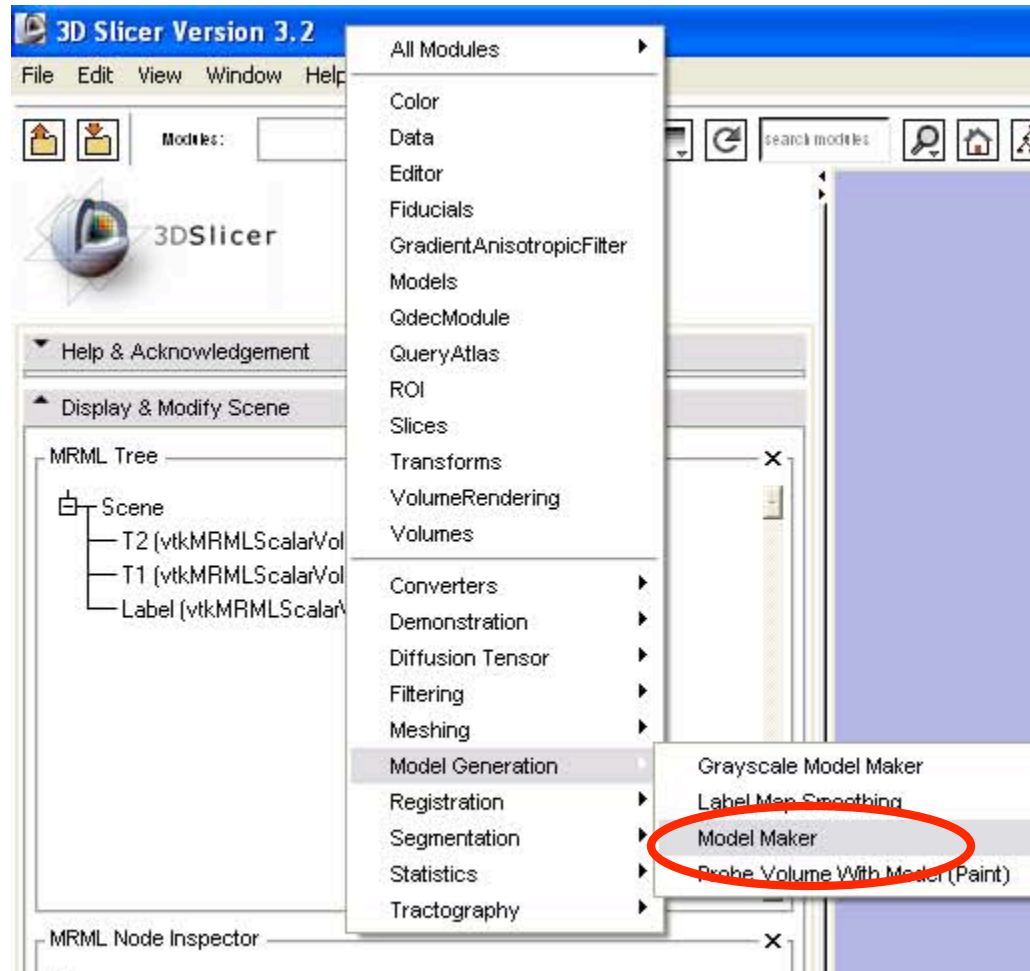 3D Slicer Version 3.2
File Edit View Window Help
Modules:
search modules
3DSlicer
Help & Acknowledgement
Display & Modify Scene
MRML Tree
Scene
T2 (vtkMRMLScalarVol
T1 (vtkMRMLScalarVol
Label (vtkMRMLScalar
MRML Node Inspector
All Modules
Color
Data
Editor
Fiducials
GradientAnisotropicFilter
Models
QdecModule
QueryAtlas
ROI
Slices
Transforms
VolumeRendering
Volumes
Converters
Demonstration
Diffusion Tensor
Filtering
Meshing
Model Generation
Registration
Segmentation
Statistics
Tractography
Grayscale Model Maker
Label Map Smoothing
Model Maker
Probe Volume With Model (Paint)